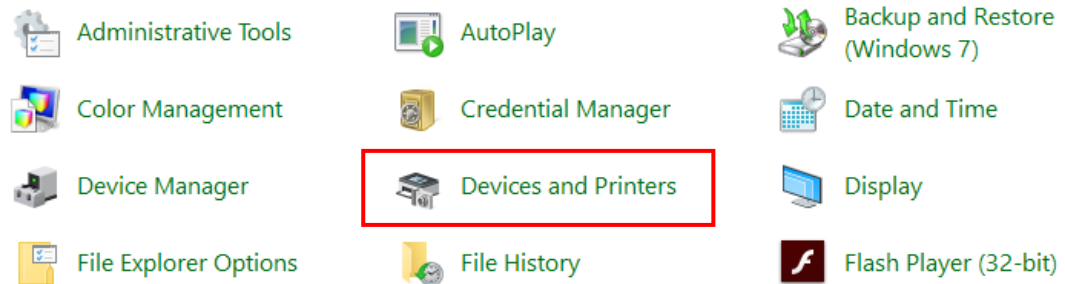 Administrative Tools
AutoPlay
Backup and Restore
(Windows 7)
Color Management
Credential Manager
Date and Time
Device Manager
Devices and Printers
Display
File Explorer Options
File History
Flash Player (32-bit)